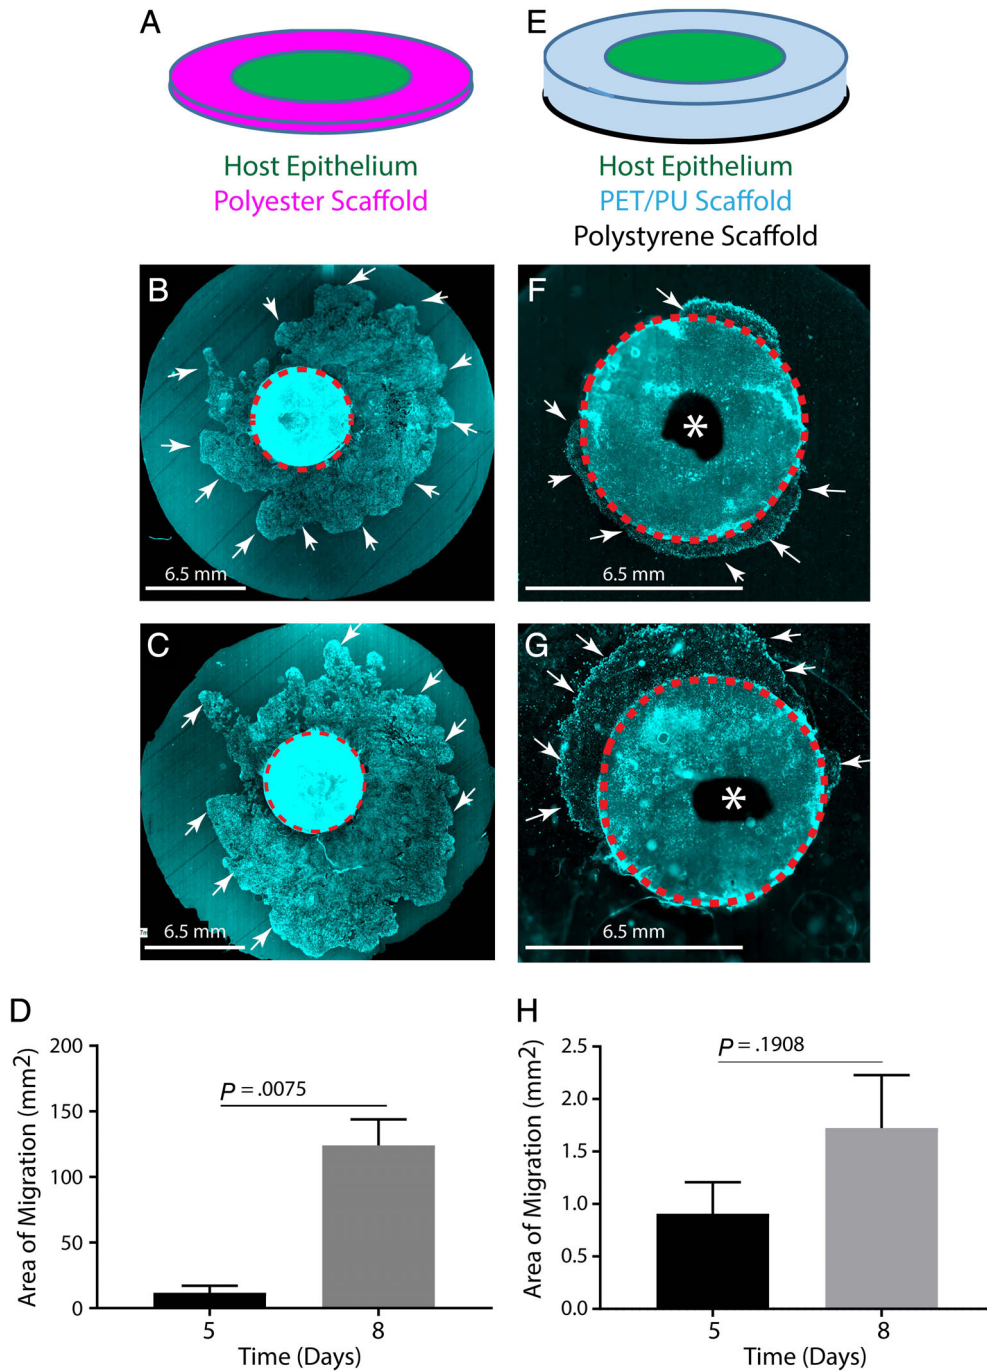 A
Host Epithelium
Polyester Scaffold
E
Host Epithelium
PET/PU Scaffold
Polystyrene Scaffold
B
6.5 mm
F
*
6.5 mm
C
6.5 mm
G
*
6.5 mm
D
Area of Migration (mm²)
200
150
100
50
0
P = .0075
5
8
Time (Days)
H
Area of Migration (mm²)
2.5
2.0
1.5
1.0
0.5
0.0
P = .1908
5
8
Time (Days)